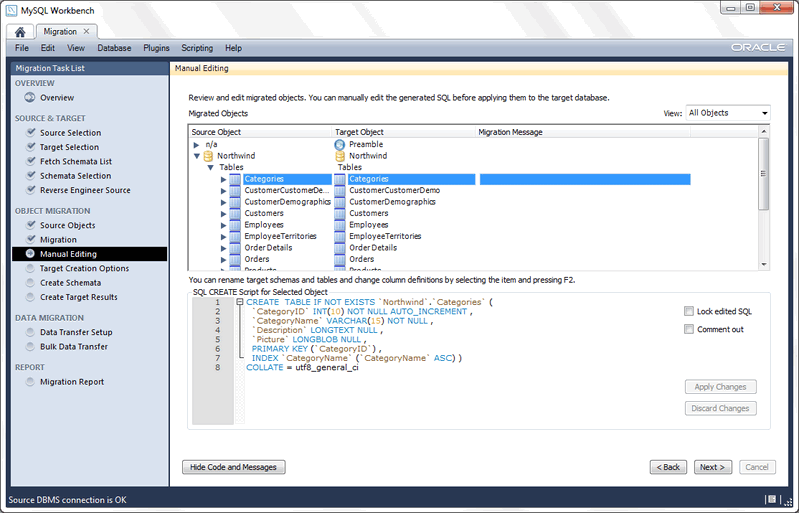 MySQL Workbench
Migration
File Edit View Database Plugins Scripting Help ORACLE
Migration Task List
OVERVIEW
Overview
SOURCE & TARGET
Source Selection
Target Selection
Fetch Schemata List
Schemata Selection
Reverse Engineer Source
OBJECT MIGRATION
Source Objects
Migration
Manual Editing
Target Creation Options
Create Schemata
Create Target Results
DATA MIGRATION
Data Transfer Setup
Bulk Data Transfer
REPORT
Migration Report
Manual Editing
Review and edit migrated objects. You can manually edit the generated SQL before applying them to the target database.
Migrated Objects View: All Objects
Source Object Target Object Migration Message
n/a Preamble
Northwind Northwind
Tables Tables
Categories Categories
CustomerCustomerDe... CustomerCustomerDemo
CustomerDemographics CustomerDemographics
Customers Customers
Employees Employees
EmployeeTerritories EmployeeTerritories
Order Details Order Details
Orders Orders
Products Products
You can rename target schemas and tables and change column definitions by selecting the item and pressing F2.
SQL CREATE Script for Selected Object
1 CREATE TABLE IF NOT EXISTS `Northwind`.`Categories` (
2 `CategoryID` INT(10) NOT NULL AUTO_INCREMENT ,
3 `CategoryName` VARCHAR(15) NOT NULL ,
4 `Description` LONGTEXT NULL ,
5 `Picture` LONGBLOB NULL ,
6 PRIMARY KEY (`CategoryID`) ,
7 INDEX `CategoryName` (`CategoryName` ASC) )
8 COLLATE = utf8_general_ci
Lock edited SQL
Comment out
Apply Changes
Discard Changes
Hide Code and Messages < Back Next > Cancel
Source DBMS connection is OK